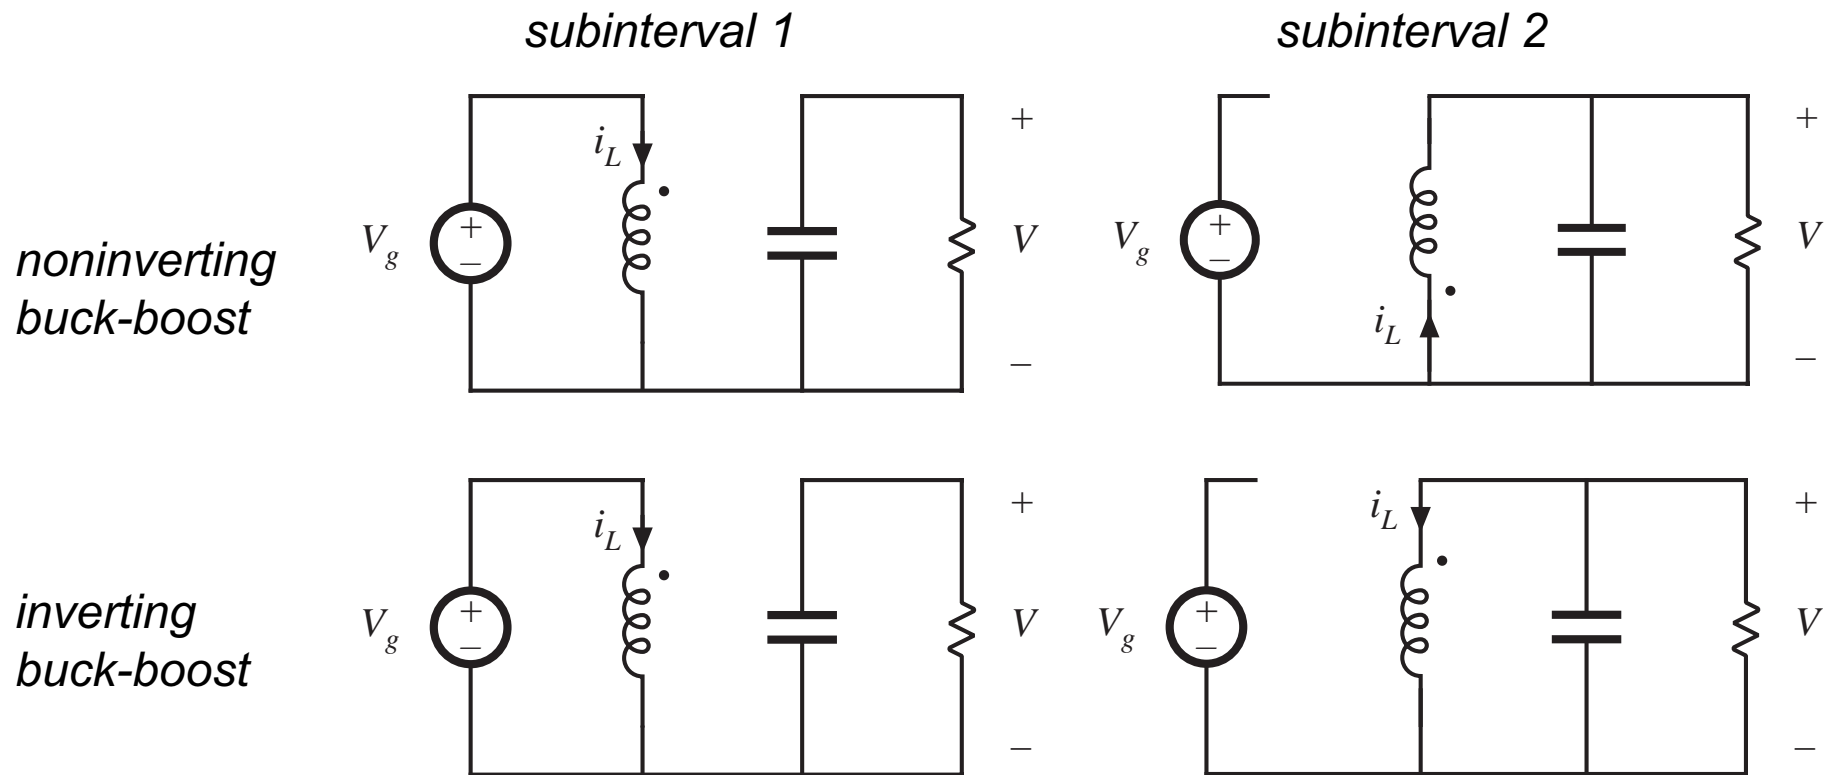 subinterval 1
subinterval 2
noninverting
buck-boost
i_L
V_g
+
−
+
V
−
i_L
V_g
+
−
+
V
−
inverting
buck-boost
i_L
V_g
+
−
+
V
−
i_L
V_g
+
−
+
V
−